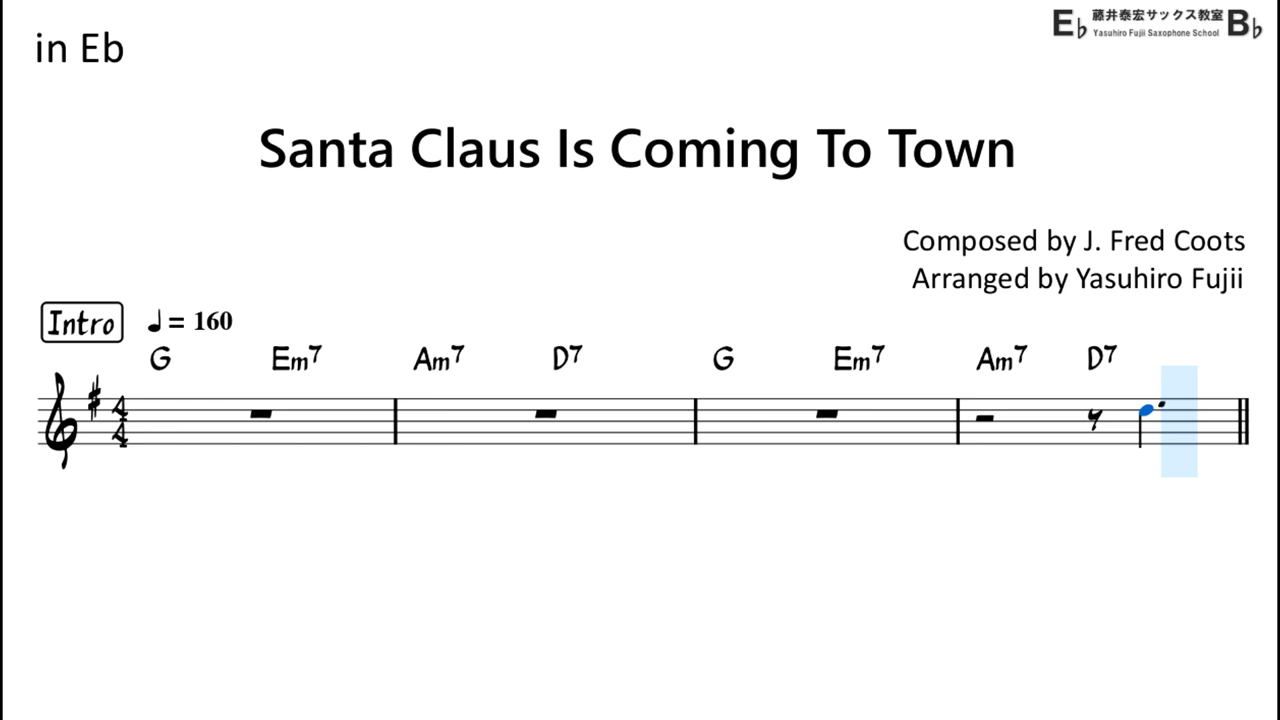 in Eb
E♭ 藤井泰宏サックス教室 B♭
Yasuhiro Fujii Saxophone School
Santa Claus Is Coming To Town
Composed by J. Fred Coots
Arranged by Yasuhiro Fujii
Intro ♩ = 160
G Em7 Am7 D7 G Em7 Am7 D7
4
4